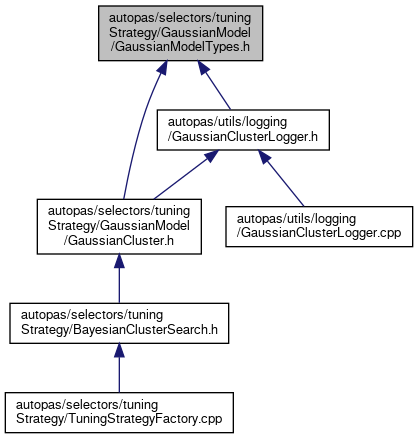 autopas/selectors/tuning
Strategy/GaussianModel
/GaussianModelTypes.h
autopas/utils/logging
/GaussianClusterLogger.h
autopas/selectors/tuning
Strategy/GaussianModel
/GaussianCluster.h
autopas/utils/logging
/GaussianClusterLogger.cpp
autopas/selectors/tuning
Strategy/BayesianClusterSearch.h
autopas/selectors/tuning
Strategy/TuningStrategyFactory.cpp